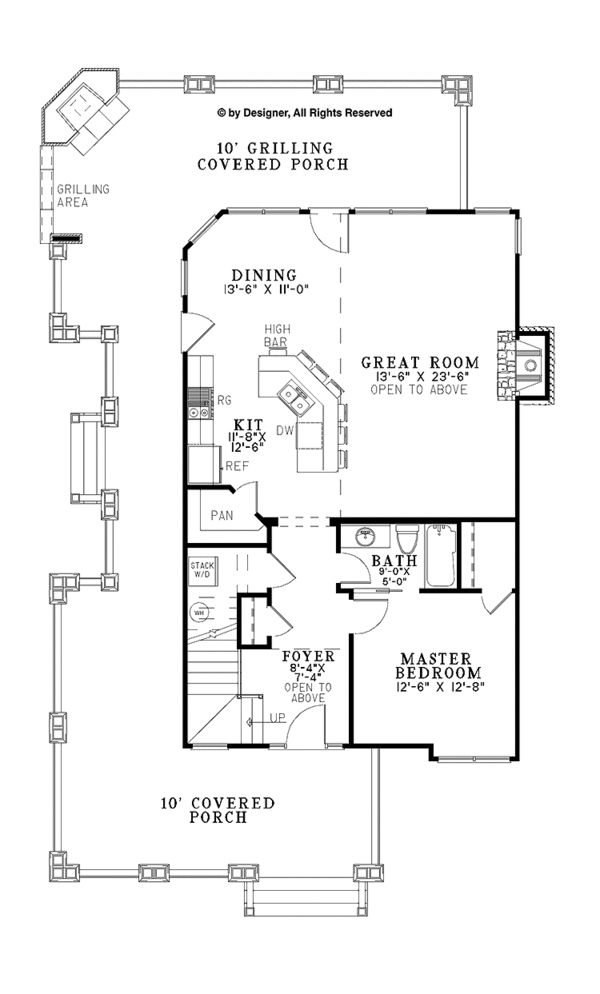 © by Designer, All Rights Reserved
10' GRILLING
COVERED PORCH
GRILLING
AREA
DINING
13'-6" X 11'-0"
HIGH
BAR
GREAT ROOM
13'-6" X 23'-6"
OPEN TO ABOVE
RG
KIT
11'-8"X
12'-6"
DW
REF
PAN
STACK
W/D
BATH
9'-0"X
5'-0"
WH
FOYER
8'-4"X
7'-4"
OPEN TO
ABOVE
MASTER
BEDROOM
12'-6" X 12'-8"
UP
10' COVERED
PORCH